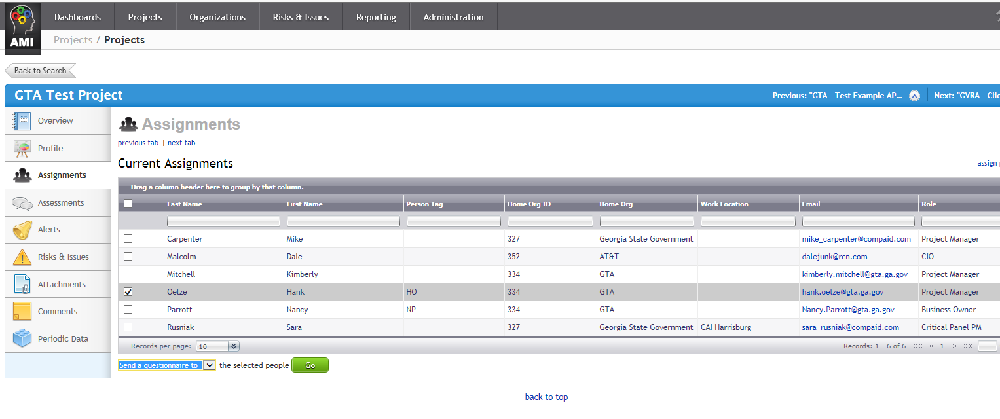 Dashboards Projects Organizations Risks & Issues Reporting Administration
AMI
Projects / Projects
Back to Search
GTA Test Project Previous: "GTA - Test Example AP... Next: "GVRA - Clie
Overview
Profile
Assignments
Assessments
Alerts
Risks & Issues
Attachments
Comments
Periodic Data
Assignments
previous tab | next tab
Current Assignments
assign
Drag a column header here to group by that column.
Last Name First Name Person Tag Home Org ID Home Org Work Location Email Role
Carpenter Mike 327 Georgia State Government mike_carpenter@compaid.com Project Manager
Malcolm Dale 352 AT&T dalejunk@rcn.com CIO
Mitchell Kimberly 334 GTA kimberly.mitchell@gta.ga.gov Project Manager
Oelze Hank HO 334 GTA hank.oelze@gta.ga.gov Project Manager
Parrott Nancy NP 334 GTA Nancy.Parrott@gta.ga.gov Business Owner
Rusniak Sara 327 Georgia State Government CAI Harrisburg sara_rusniak@compaid.com Critical Panel PM
Records per page: 10 Records: 1 - 6 of 6 << < 1 > >>
Send a questionnaire to the selected people Go
back to top